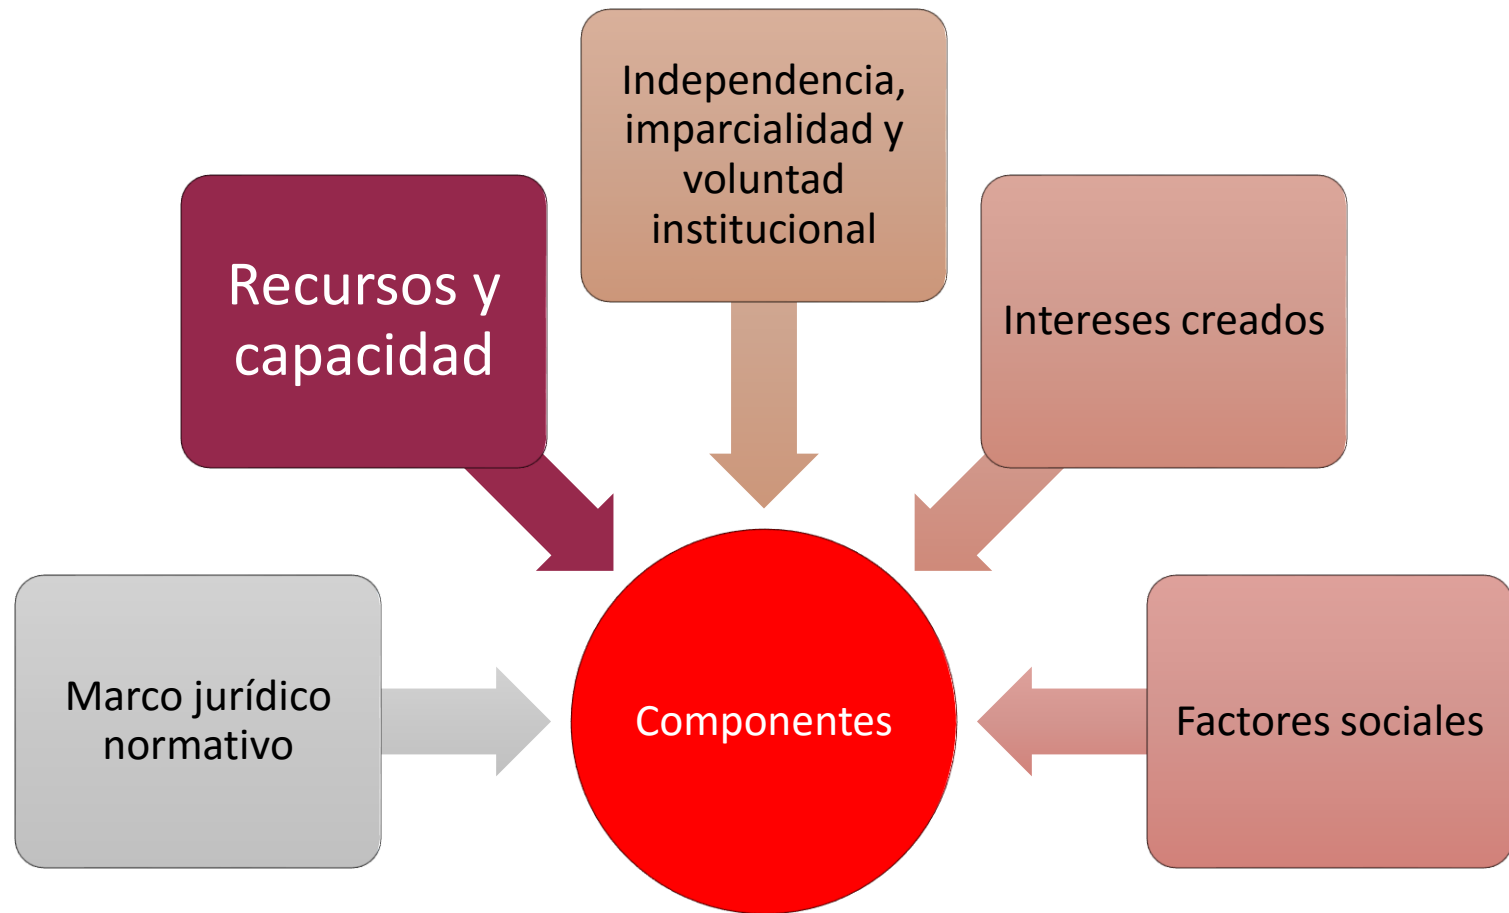 Independencia,
imparcialidad y
voluntad
institucional
Recursos y
capacidad
Intereses creados
Marco jurídico
normativo
Componentes
Factores sociales